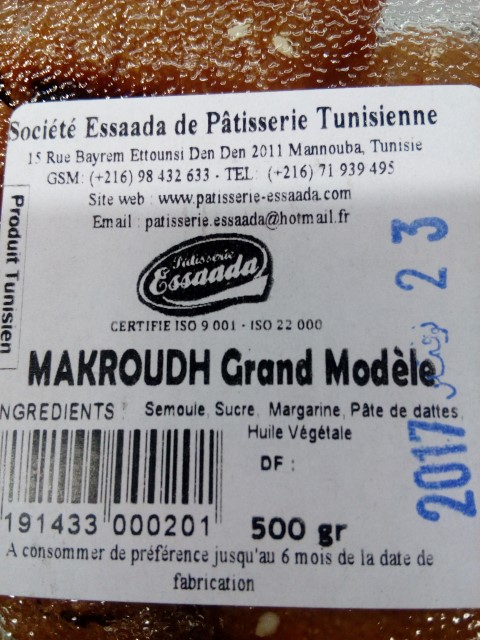 Société Essaada de Pâtisserie Tunisienne
15 Rue Bayrem Ettounsi Den Den 2011 Mannouba, Tunisie
GSM: (+216) 98 432 633 - TEL : (+216) 71 939 495
Site web : www.patisserie-essaada.com
Email : patisserie.essaada@hotmail.fr
Produit Tunisien
Pâtisserie
Essaada
CERTIFIE ISO 9 001 - ISO 22 000
MAKROUDH Grand Modèle
NGREDIENTS : Semoule, Sucre, Margarine, Pâte de dattes,
Huile Végétale
DF :
191433 000201
500 gr
A consommer de préférence jusqu'au 6 mois de la date de
fabrication
2017 23